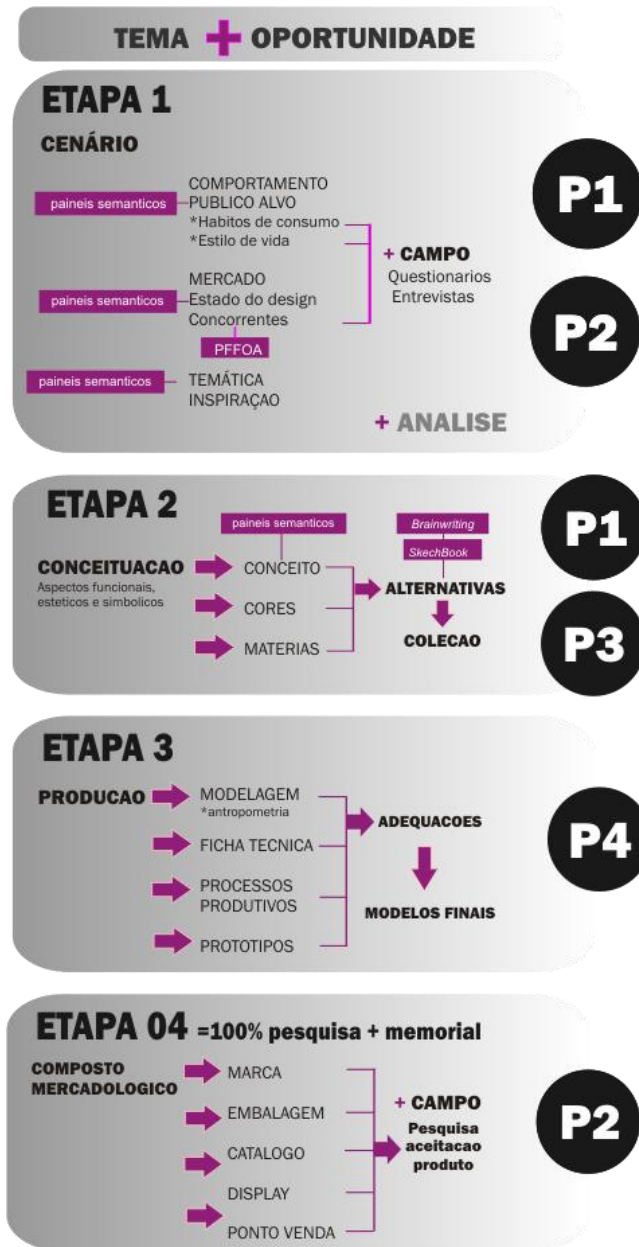 TEMA + OPORTUNIDADE
ETAPA 1
CENÁRIO
paineis semanticos
COMPORTAMENTO
PUBLICO ALVO
*Habitos de consumo
*Estilo de vida
+ CAMPO
Questionarios
Entrevistas
paineis semanticos
MERCADO
Estado do design
Concorrentes
PFFOA
paineis semanticos
TEMÁTICA
INSPIRAÇAO
+ ANALISE
P1
P2
ETAPA 2
paineis semanticos
Brainwriting
SkechBook
CONCEITUACAO
Aspectos funcionais,
esteticos e simbolicos
CONCEITO
CORES
MATERIAS
ALTERNATIVAS
COLECAO
P1
P3
ETAPA 3
PRODUCAO
MODELAGEM
*antropometria
FICHA TECNICA
PROCESSOS
PRODUTIVOS
PROTOTIPOS
ADEQUACOES
MODELOS FINAIS
P4
ETAPA 04 =100% pesquisa + memorial
COMPOSTO
MERCADOLOGICO
MARCA
EMBALAGEM
CATALOGO
DISPLAY
PONTO VENDA
+ CAMPO
Pesquisa
aceitacao
produto
P2